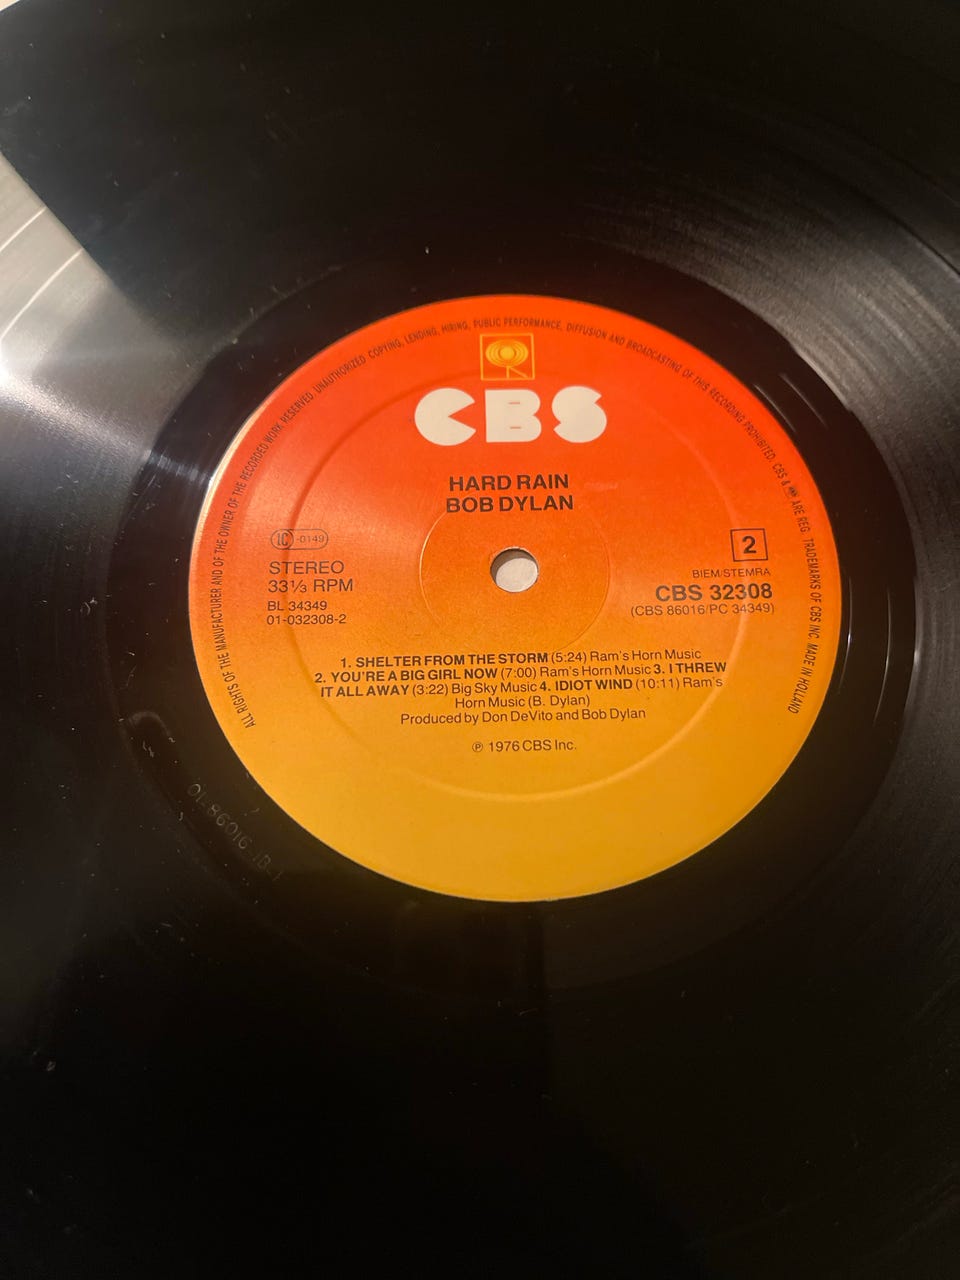 ALL RIGHTS OF THE MANUFACTURER AND OF THE OWNER OF THE RECORDED WORK RESERVED. UNAUTHORIZED COPYING, LENDING, HIRING, PUBLIC PERFORMANCE, DIFFUSION AND BROADCASTING OF THIS RECORDING PROHIBITED. CBS & ARE REG. TRADEMARKS OF CBS INC. MADE IN HOLLAND
CBS
HARD RAIN
BOB DYLAN
LC -0149
STEREO
33⅓ RPM
BL 34349
01-032308-2
2
BIEM/STEMRA
CBS 32308
(CBS 86016/PC 34349)
1. SHELTER FROM THE STORM (5:24) Ram's Horn Music
2. YOU'RE A BIG GIRL NOW (7:00) Ram's Horn Music 3. I THREW
IT ALL AWAY (3:22) Big Sky Music 4. IDIOT WIND (10:11) Ram's
Horn Music (B. Dylan)
Produced by Don DeVito and Bob Dylan
℗ 1976 CBS Inc.
01-86016-1B-1